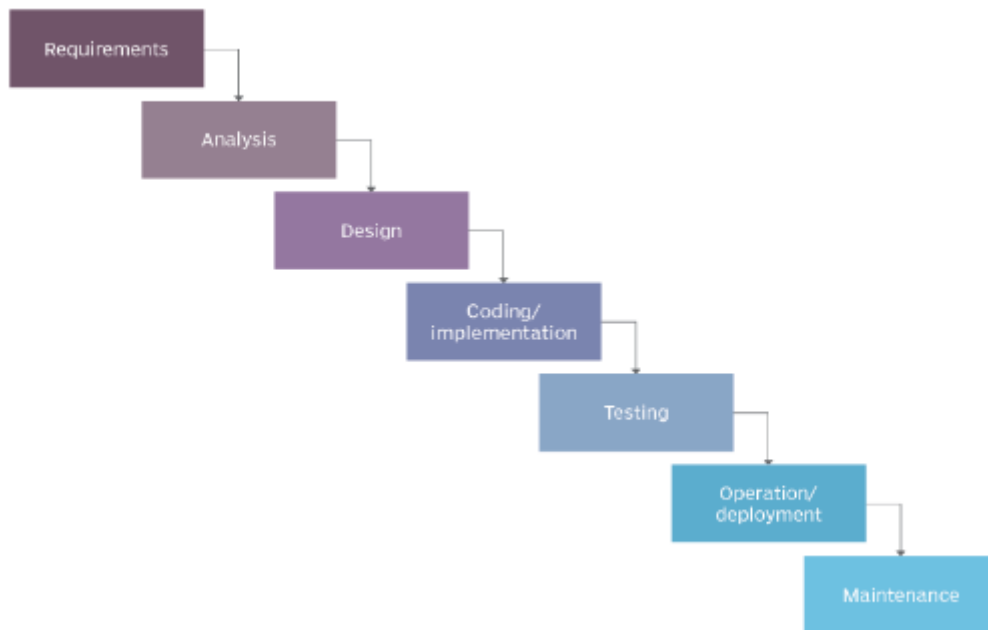 Requirements
Analysis
Design
Coding/
implementation
Testing
Operation/
deployment
Maintenance